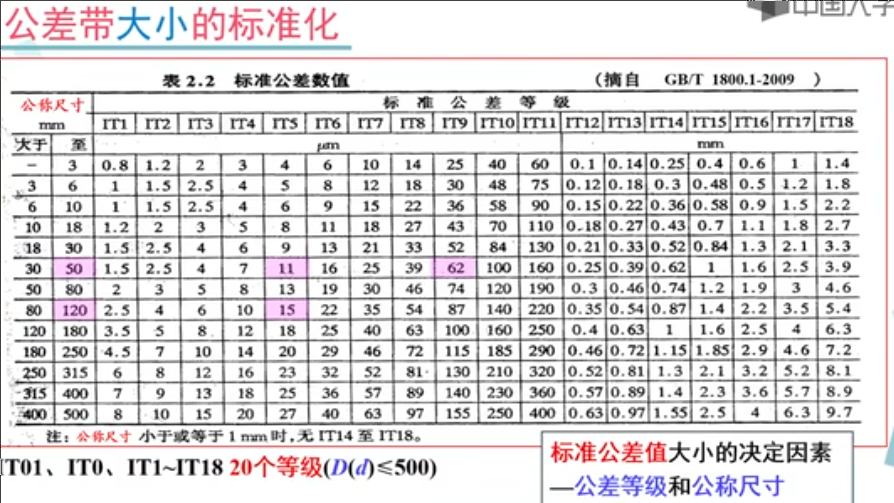 公差带大小的标准化
中国大学
表 2.2 标准公差数值 (摘自 GB/T 1800.1-2009 )
公称尺寸 标 准 公 差 等 级
mm IT1 IT2 IT3 IT4 IT5 IT6 IT7 IT8 IT9 IT10 IT11 IT12 IT13 IT14 IT15 IT16 IT17 IT18
大于 至 μm mm
– 3 0.8 1.2 2 3 4 6 10 14 25 40 60 0.1 0.14 0.25 0.4 0.6 1 1.4
3 6 1 1.5 2.5 4 5 8 12 18 30 48 75 0.12 0.18 0.3 0.48 0.5 1.2 1.8
6 10 1 1.5 2.5 4 6 9 15 22 36 58 90 0.15 0.22 0.36 0.58 0.9 1.5 2.2
10 18 1.2 2 3 5 8 11 18 27 43 70 110 0.18 0.27 0.43 0.7 1.1 1.8 2.7
18 30 1.5 2.5 4 6 9 13 21 33 52 84 130 0.21 0.33 0.52 0.84 1.3 2.1 3.3
30 50 1.5 2.5 4 7 11 16 25 39 62 100 160 0.25 0.39 0.62 1 1.6 2.5 3.9
50 80 2 3 5 8 13 19 30 46 74 120 190 0.3 0.46 0.74 1.2 1.9 3 4.6
80 120 2.5 4 6 10 15 22 35 54 87 140 220 0.35 0.54 0.87 1.4 2.2 3.5 5.4
120 180 3.5 5 8 12 18 25 40 63 100 160 250 0.4 0.63 1 1.6 2.5 4 6.3
180 250 4.5 7 10 14 20 29 46 72 115 185 290 0.46 0.72 1.15 1.85 2.9 4.6 7.2
250 315 6 8 12 16 23 32 52 81 130 210 320 0.52 0.81 1.3 2.1 3.2 5.2 8.1
315 400 7 9 13 18 25 36 57 89 140 230 360 0.57 0.89 1.4 2.3 3.6 5.7 8.9
400 500 8 10 15 20 27 40 63 97 155 250 400 0.63 0.97 1.55 2.5 4 6.3 9.7
注: 公称尺寸 小于或等于 1 mm 时, 无 IT14 至 IT18。
IT01、IT0、IT1~IT18 20个等级(D(d)≤500)
标准公差值大小的决定因素
—公差等级和公称尺寸